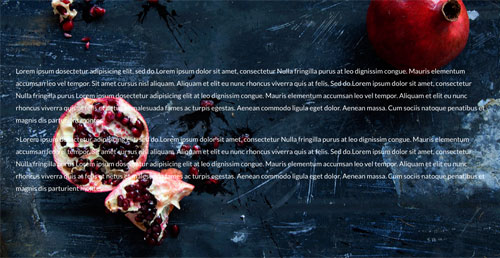 Lorem ipsum dosectetur adipisicing elit, sed do.Lorem ipsum dolor sit amet, consectetur Nulla fringilla purus at leo dignissim congue. Mauris elementum
accumsan leo vel tempor. Sit amet cursus nisl aliquam. Aliquam et elit eu nunc rhoncus viverra quis at felis. Sed do.Lorem ipsum dolor sit amet, consectetur
Nulla fringilla purus Lorem ipsum dosectetur adipisicing elit at leo dignissim congue. Mauris elementum accumsan leo vel tempor. Aliquam et elit eu nunc
rhoncus viverra quis at felis et netus et malesuada fames ac turpis egestas. Aenean commodo ligula eget dolor. Aenean massa. Cum sociis natoque penatibus et
magnis dis parturient montes
>Lorem ipsum dosectetur adipisicing elit, sed do.Lorem ipsum dolor sit amet, consectetur Nulla fringilla purus at leo dignissim congue. Mauris elementum
accumsan leo vel tempor. Sit amet cursus nisl aliquam. Aliquam et elit eu nunc rhoncus viverra quis at felis. Sed do.Lorem ipsum dolor sit amet, consectetur
Nulla fringilla purus Lorem ipsum dosectetur adipisicing elit at leo dignissim congue. Mauris elementum accumsan leo vel tempor. Aliquam et elit eu nunc
rhoncus viverra quis at felis et netus et malesuada fames ac turpis egestas. Aenean commodo ligula eget dolor. Aenean massa. Cum sociis natoque penatibus et
magnis dis parturient montes